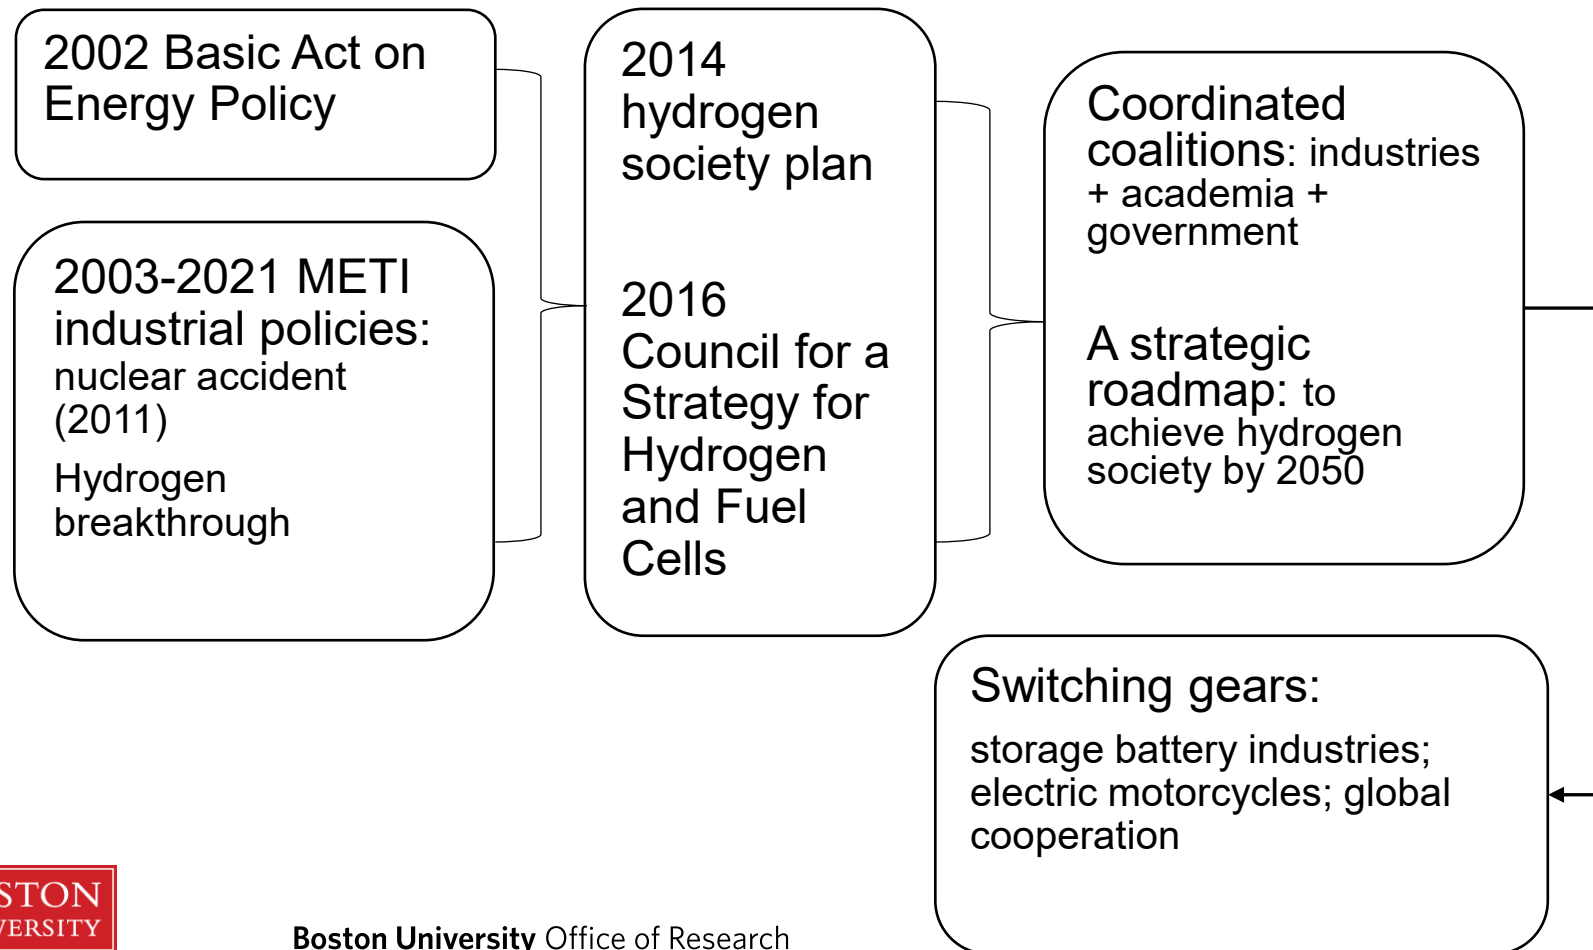 2002 Basic Act on
Energy Policy
2003-2021 METI
industrial policies:
nuclear accident
(2011)
Hydrogen
breakthrough
2014
hydrogen
society plan
2016
Council for a
Strategy for
Hydrogen
and Fuel
Cells
Coordinated
coalitions: industries
+ academia +
government
A strategic
roadmap: to
achieve hydrogen
society by 2050
Switching gears:
storage battery industries;
electric motorcycles; global
cooperation
STON
VERSITY
Boston University Office of Research